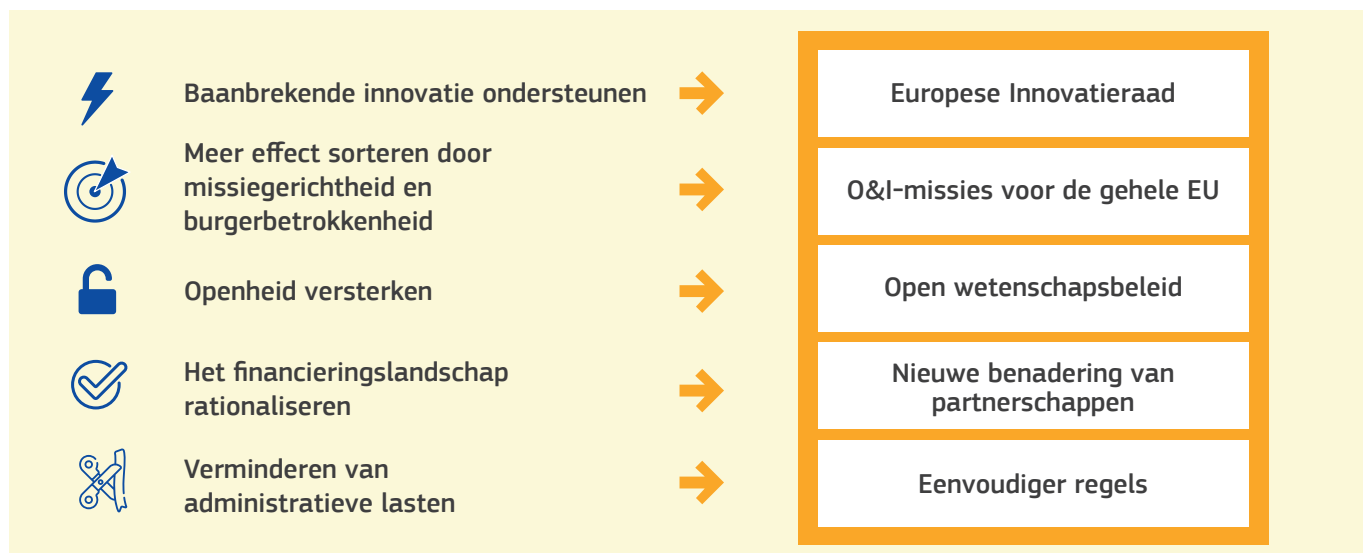 Baanbrekende innovatie ondersteunen
Europese Innovatieraad
Meer effect sorteren door
missiegerichtheid en
burgerbetrokkenheid
O&I-missies voor de gehele EU
Openheid versterken
Open wetenschapsbeleid
Het financieringslandschap
rationaliseren
Nieuwe benadering van
partnerschappen
Verminderen van
administratieve lasten
Eenvoudiger regels